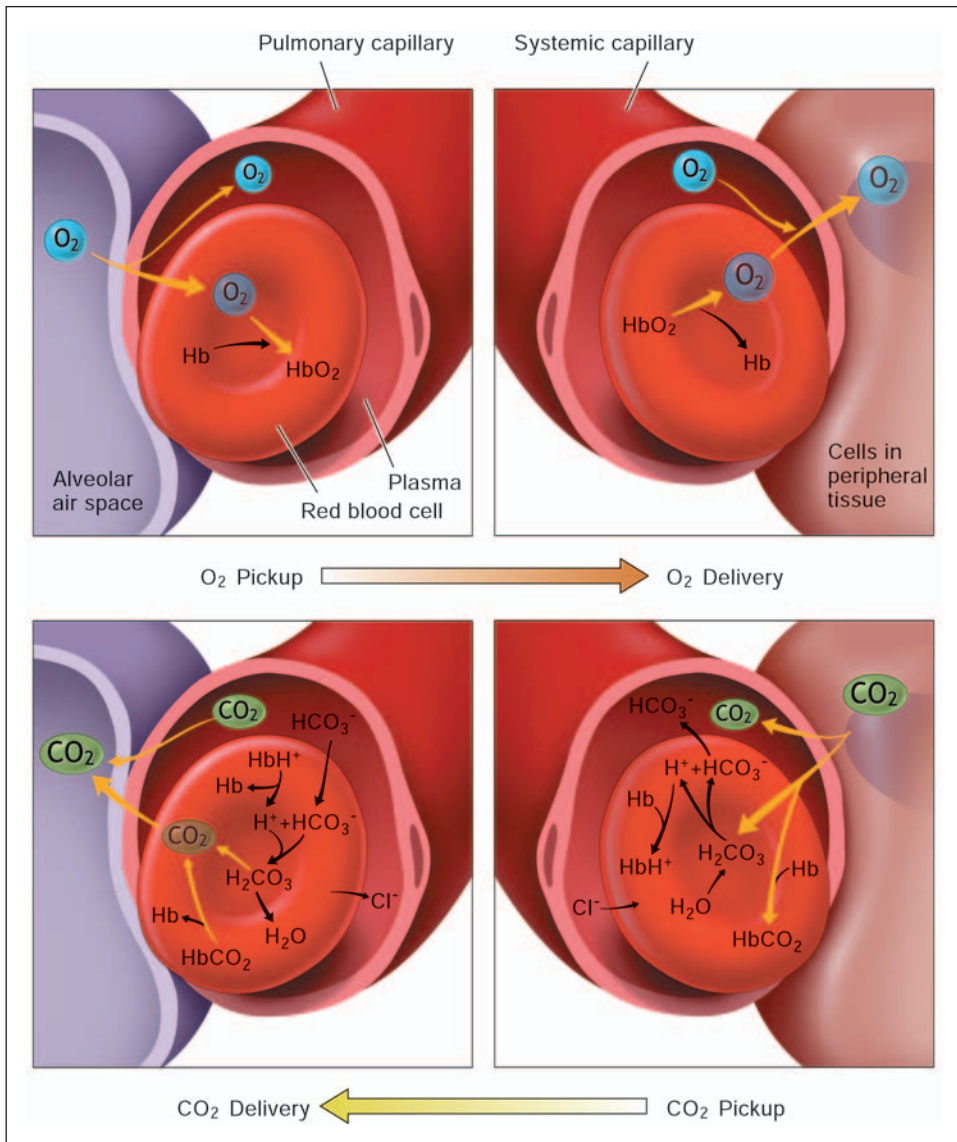 Pulmonary capillary
Systemic capillary
O₂
O₂
O₂
Hb
HbO₂
Alveolar
air space
Plasma
Red blood cell
O₂
O₂
O₂
HbO₂
Hb
Cells in
peripheral
tissue
O₂ Pickup
O₂ Delivery
CO₂
HCO₃⁻
CO₂
HbH⁺
Hb
H⁺+HCO₃⁻
CO₂
H₂CO₃
Cl⁻
Hb
H₂O
HbCO₂
CO₂
HCO₃⁻
CO₂
H⁺+HCO₃⁻
Hb
HbH⁺
H₂CO₃
Hb
Cl⁻
H₂O
HbCO₂
CO₂ Delivery
CO₂ Pickup